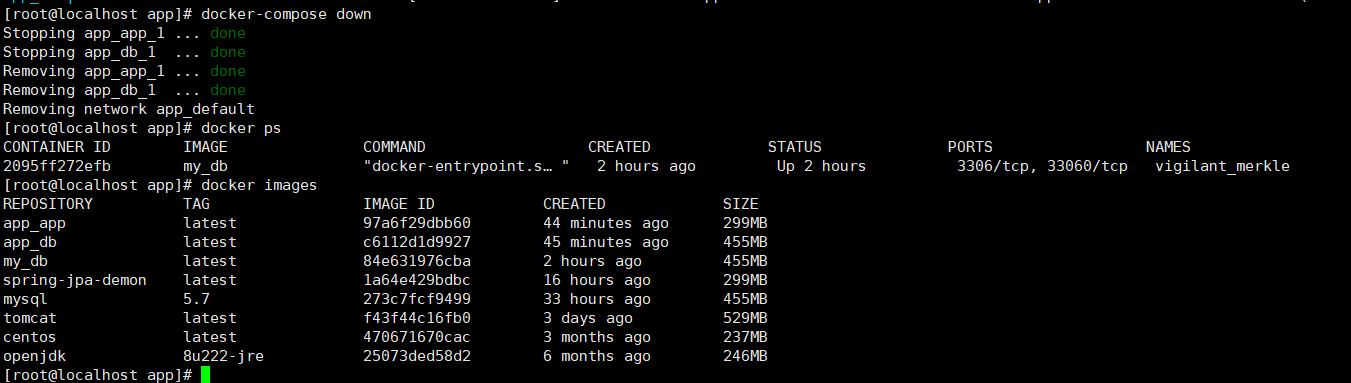 [root@localhost app]# docker-compose down
Stopping app_app_1 ... done
Stopping app_db_1  ... done
Removing app_app_1 ... done
Removing app_db_1  ... done
Removing network app_default
[root@localhost app]# docker ps
CONTAINER ID        IMAGE               COMMAND                  CREATED             STATUS              PORTS               NAMES
2095ff272efb        my_db               "docker-entrypoint.s… "   2 hours ago         Up 2 hours          3306/tcp, 33060/tcp   vigilant_merkle
[root@localhost app]# docker images
REPOSITORY          TAG                 IMAGE ID            CREATED             SIZE
app_app             latest              97a6f29dbb60        44 minutes ago      299MB
app_db              latest              c6112d1d9927        45 minutes ago      455MB
my_db               latest              84e631976cba        2 hours ago         455MB
spring-jpa-demon    latest              1a64e429bdbc        16 hours ago        299MB
mysql               5.7                 273c7fcf9499        33 hours ago        455MB
tomcat              latest              f43f44c16fb0        3 days ago          529MB
centos              latest              470671670cac        3 months ago        237MB
openjdk             8u222-jre           25073ded58d2        6 months ago        246MB
[root@localhost app]#